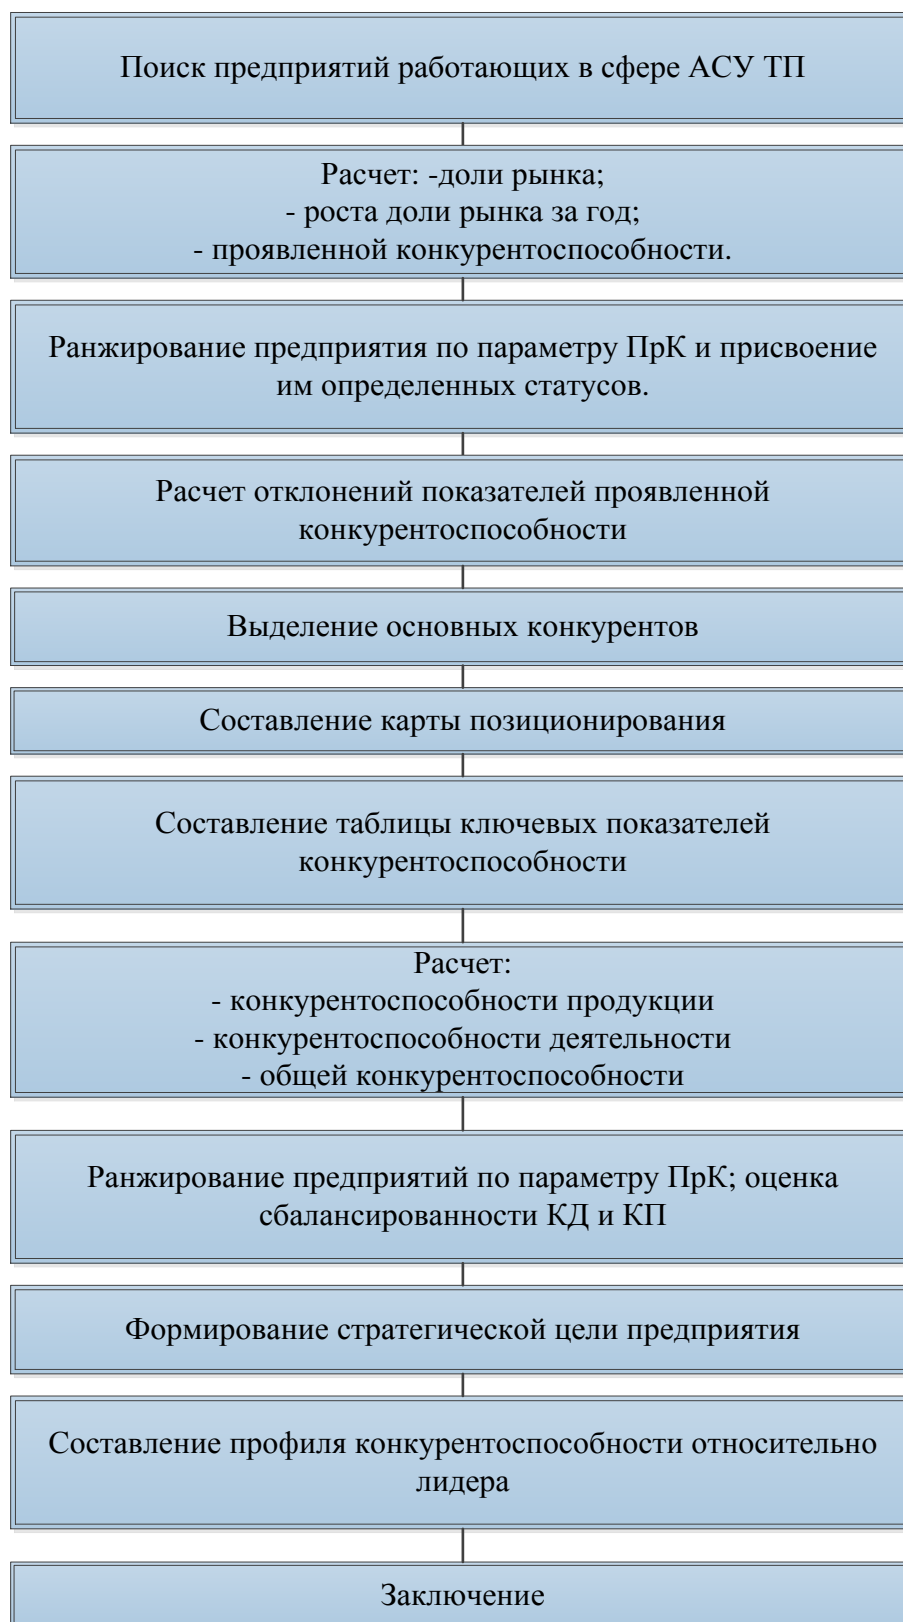 Поиск предприятий работающих в сфере АСУ ТП
Расчет: -доли рынка;
- роста доли рынка за год;
- проявленной конкурентоспособности.
Ранжирование предприятия по параметру ПрК и присвоение
им определенных статусов.
Расчет отклонений показателей проявленной
конкурентоспособности
Выделение основных конкурентов
Составление карты позиционирования
Составление таблицы ключевых показателей
конкурентоспособности
Расчет:
- конкурентоспособности продукции
- конкурентоспособности деятельности
- общей конкурентоспособности
Ранжирование предприятий по параметру ПрК; оценка
сбалансированности КД и КП
Формирование стратегической цели предприятия
Составление профиля конкурентоспособности относительно
лидера
Заключение